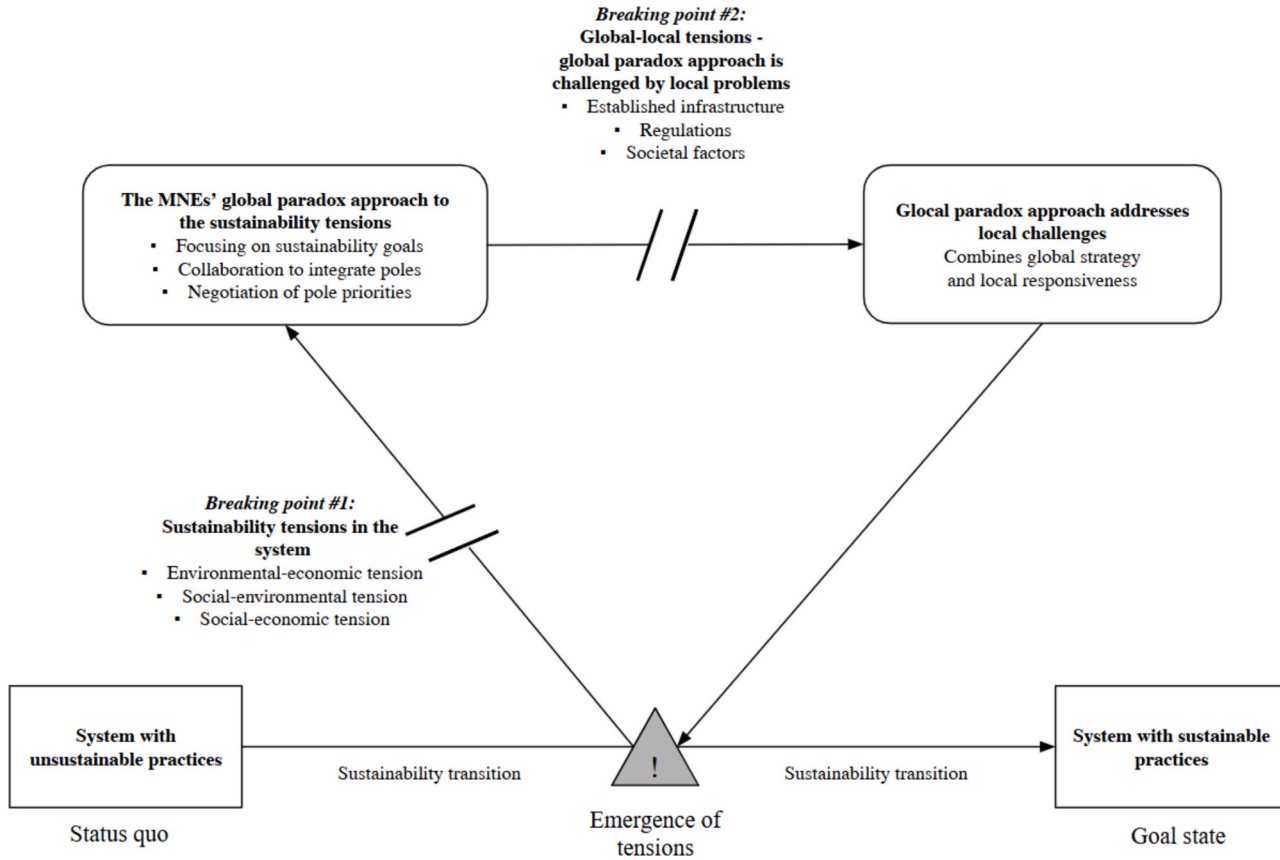 Breaking point #2:
Global-local tensions -
global paradox approach is
challenged by local problems
▪ Established infrastructure
▪ Regulations
▪ Societal factors
The MNEs' global paradox approach to
the sustainability tensions
▪ Focusing on sustainability goals
▪ Collaboration to integrate poles
▪ Negotiation of pole priorities
Glocal paradox approach addresses
local challenges
Combines global strategy
and local responsiveness
Breaking point #1:
Sustainability tensions in the
system
▪ Environmental-economic tension
▪ Social-environmental tension
▪ Social-economic tension
System with
unsustainable practices
Status quo
Sustainability transition
!
Emergence of
tensions
Sustainability transition
System with sustainable
practices
Goal state